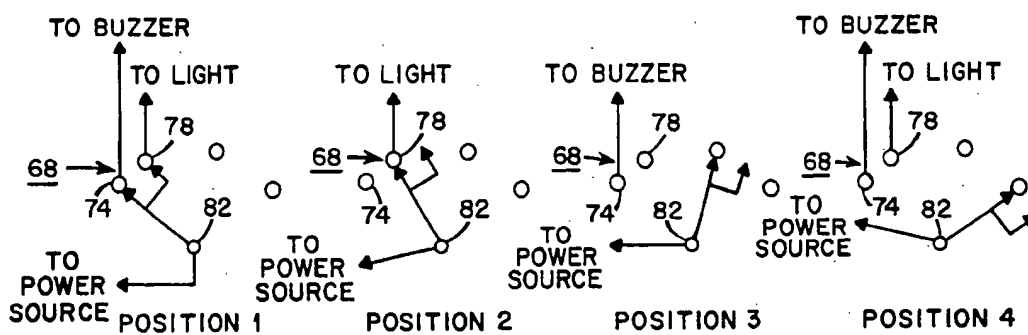 TO BUZZER
TO LIGHT
78
68
74
82
TO
POWER
SOURCE
POSITION 1
TO LIGHT
78
68
74
82
TO
POWER
SOURCE
POSITION 2
TO BUZZER
78
68
74
82
TO
POWER
SOURCE
POSITION 3
TO BUZZER
TO LIGHT
78
68
74
82
TO
POWER
SOURCE
POSITION 4